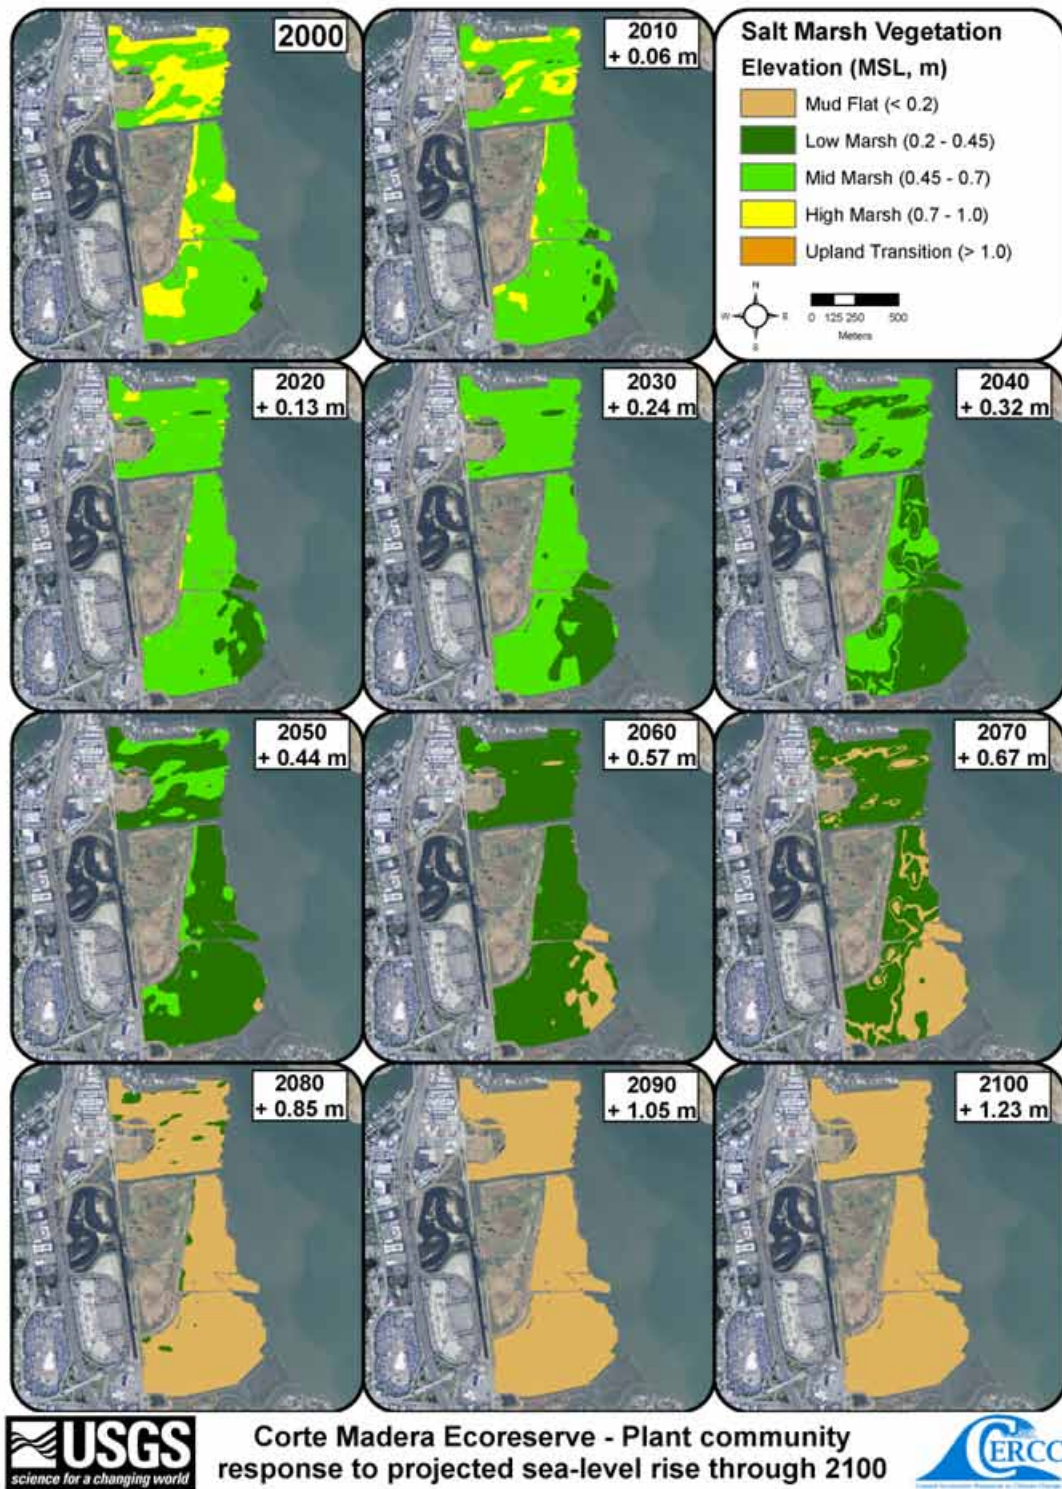 2000
2010
+ 0.06 m
Salt Marsh Vegetation
Elevation (MSL, m)
Mud Flat (< 0.2)
Low Marsh (0.2 - 0.45)
Mid Marsh (0.45 - 0.7)
High Marsh (0.7 - 1.0)
Upland Transition (> 1.0)
N
W E
S
0 125 250 500
Meters
2020
+ 0.13 m
2030
+ 0.24 m
2040
+ 0.32 m
2050
+ 0.44 m
2060
+ 0.57 m
2070
+ 0.67 m
2080
+ 0.85 m
2090
+ 1.05 m
2100
+ 1.23 m
USGS
science for a changing world
Corte Madera Ecoreserve - Plant community
response to projected sea-level rise through 2100
CERCC